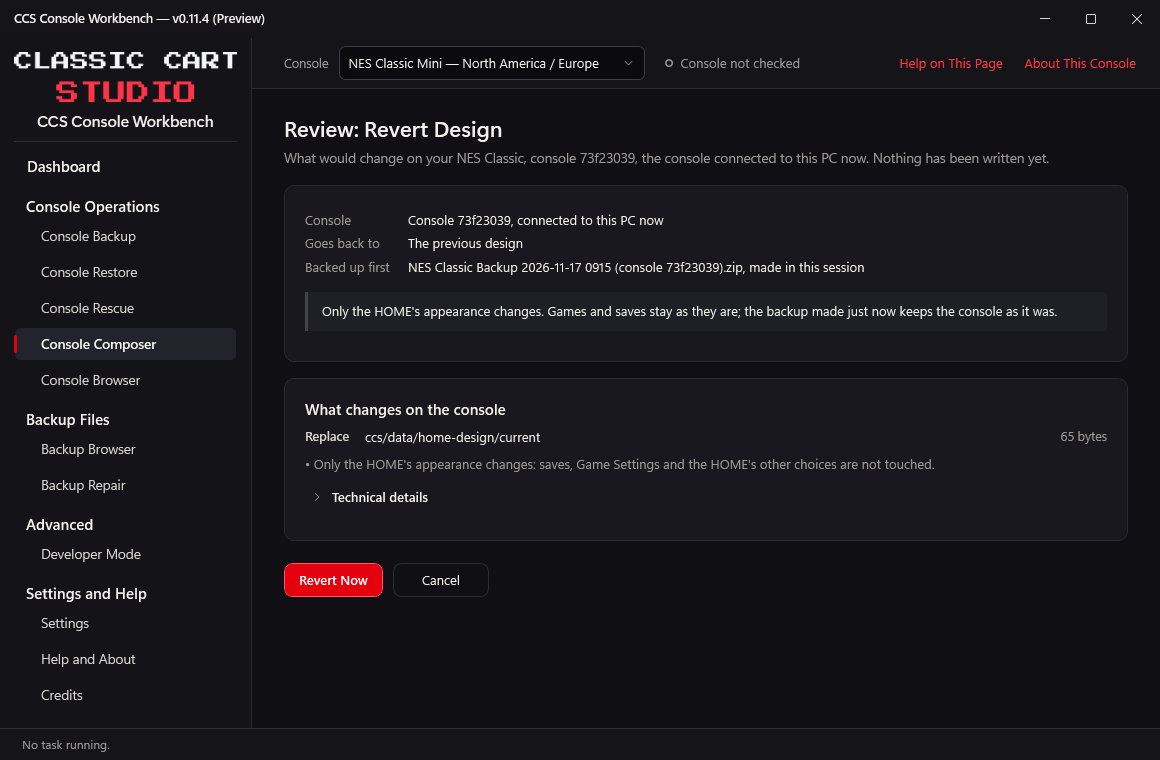 CCS Console Workbench — v0.11.4 (Preview)
CLASSIC CART
STUDIO
CCS Console Workbench
Dashboard
Console Operations
Console Backup
Console Restore
Console Rescue
Console Composer
Console Browser
Backup Files
Backup Browser
Backup Repair
Advanced
Developer Mode
Settings and Help
Settings
Help and About
Credits
Console NES Classic Mini — North America / Europe Console not checked Help on This Page About This Console
Review: Revert Design
What would change on your NES Classic, console 73f23039, the console connected to this PC now. Nothing has been written yet.
Console Console 73f23039, connected to this PC now
Goes back to The previous design
Backed up first NES Classic Backup 2026-11-17 0915 (console 73f23039).zip, made in this session
Only the HOME's appearance changes. Games and saves stay as they are; the backup made just now keeps the console as it was.
What changes on the console
Replace ccs/data/home-design/current 65 bytes
• Only the HOME's appearance changes: saves, Game Settings and the HOME's other choices are not touched.
Technical details
Revert Now Cancel
No task running.